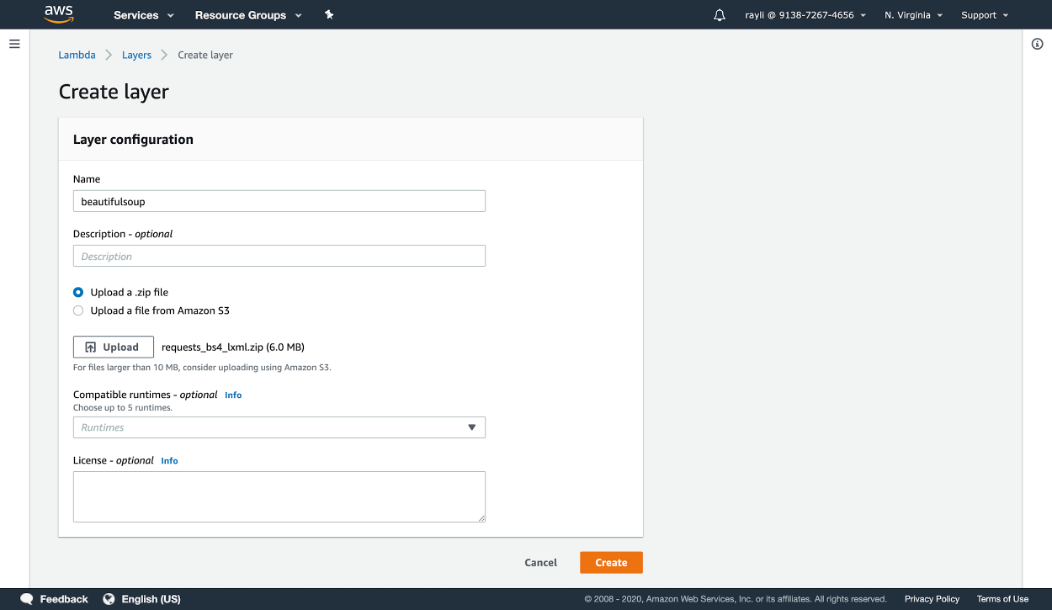 aws Services Resource Groups rayli @ 9138-7267-4656 N. Virginia Support
Lambda Layers Create layer
Create layer
Layer configuration
Name
beautifulsoup
Description - optional
Description
Upload a .zip file
Upload a file from Amazon S3
Upload requests_bs4_lxml.zip (6.0 MB)
For files larger than 10 MB, consider uploading using Amazon S3.
Compatible runtimes - optional Info
Choose up to 5 runtimes.
Runtimes
License - optional Info
Cancel Create
Feedback English (US) © 2008 - 2020, Amazon Web Services, Inc. or its affiliates. All rights reserved. Privacy Policy Terms of Use